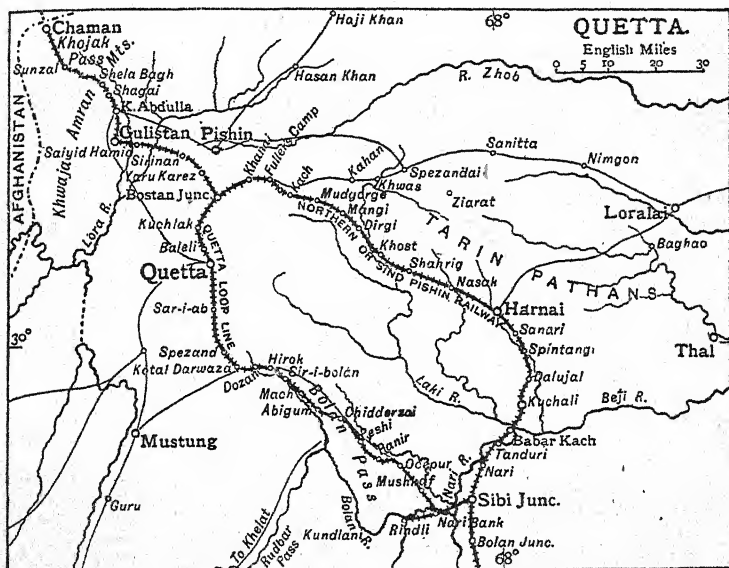 68°
QUETTA.
English Miles
0 5 10 20 30
Chaman
Khojak
Pass
Mts.
Haji Khan
Sunzal
Shela Bagh
Shagai
Hasan Khan
R. Zhob
K. Abdulla
AFGHANISTAN
Khwaja Amran
Gulistan
Pishin
Saiyid Hamid
Sirinan
Yaru Karez
Bostan Junc.
Khanai
Fullers Camp
Kach
Kahan
Khwas
Spezandai
Sanitta
Nimgon
Ziarat
Loralai
Lora R.
Kuchlak
Baleli
Mudgorge
Mangi
Dirgi
Khost
Shahrig
Nasak
TARIN PATHANS
Baghao
NORTHERN OR SIND PISHIN RAILWAY
Quetta
QUETTA LOOP LINE
Harnai
Sanari
Spintangi
Thal
30°
Sar-i-ab
Spezand
Kotal Darwaza
Dozan
Hirok
Sir-i-bolan
Mach
Abigum
Bolan Pass
Chidderzai
Peshi
Panir
Ocepur
Mushkaf
Laki R.
Dalujal
Kuchali
Beji R.
Babar Kach
Tanduri
Nari
Nari R.
Mustung
Guru
To Khelat
Rudbar
Pass
Kundlani
Bolan R.
Rindli
Nari Bank
Sibi Junc.
Bolan Junc.
68°